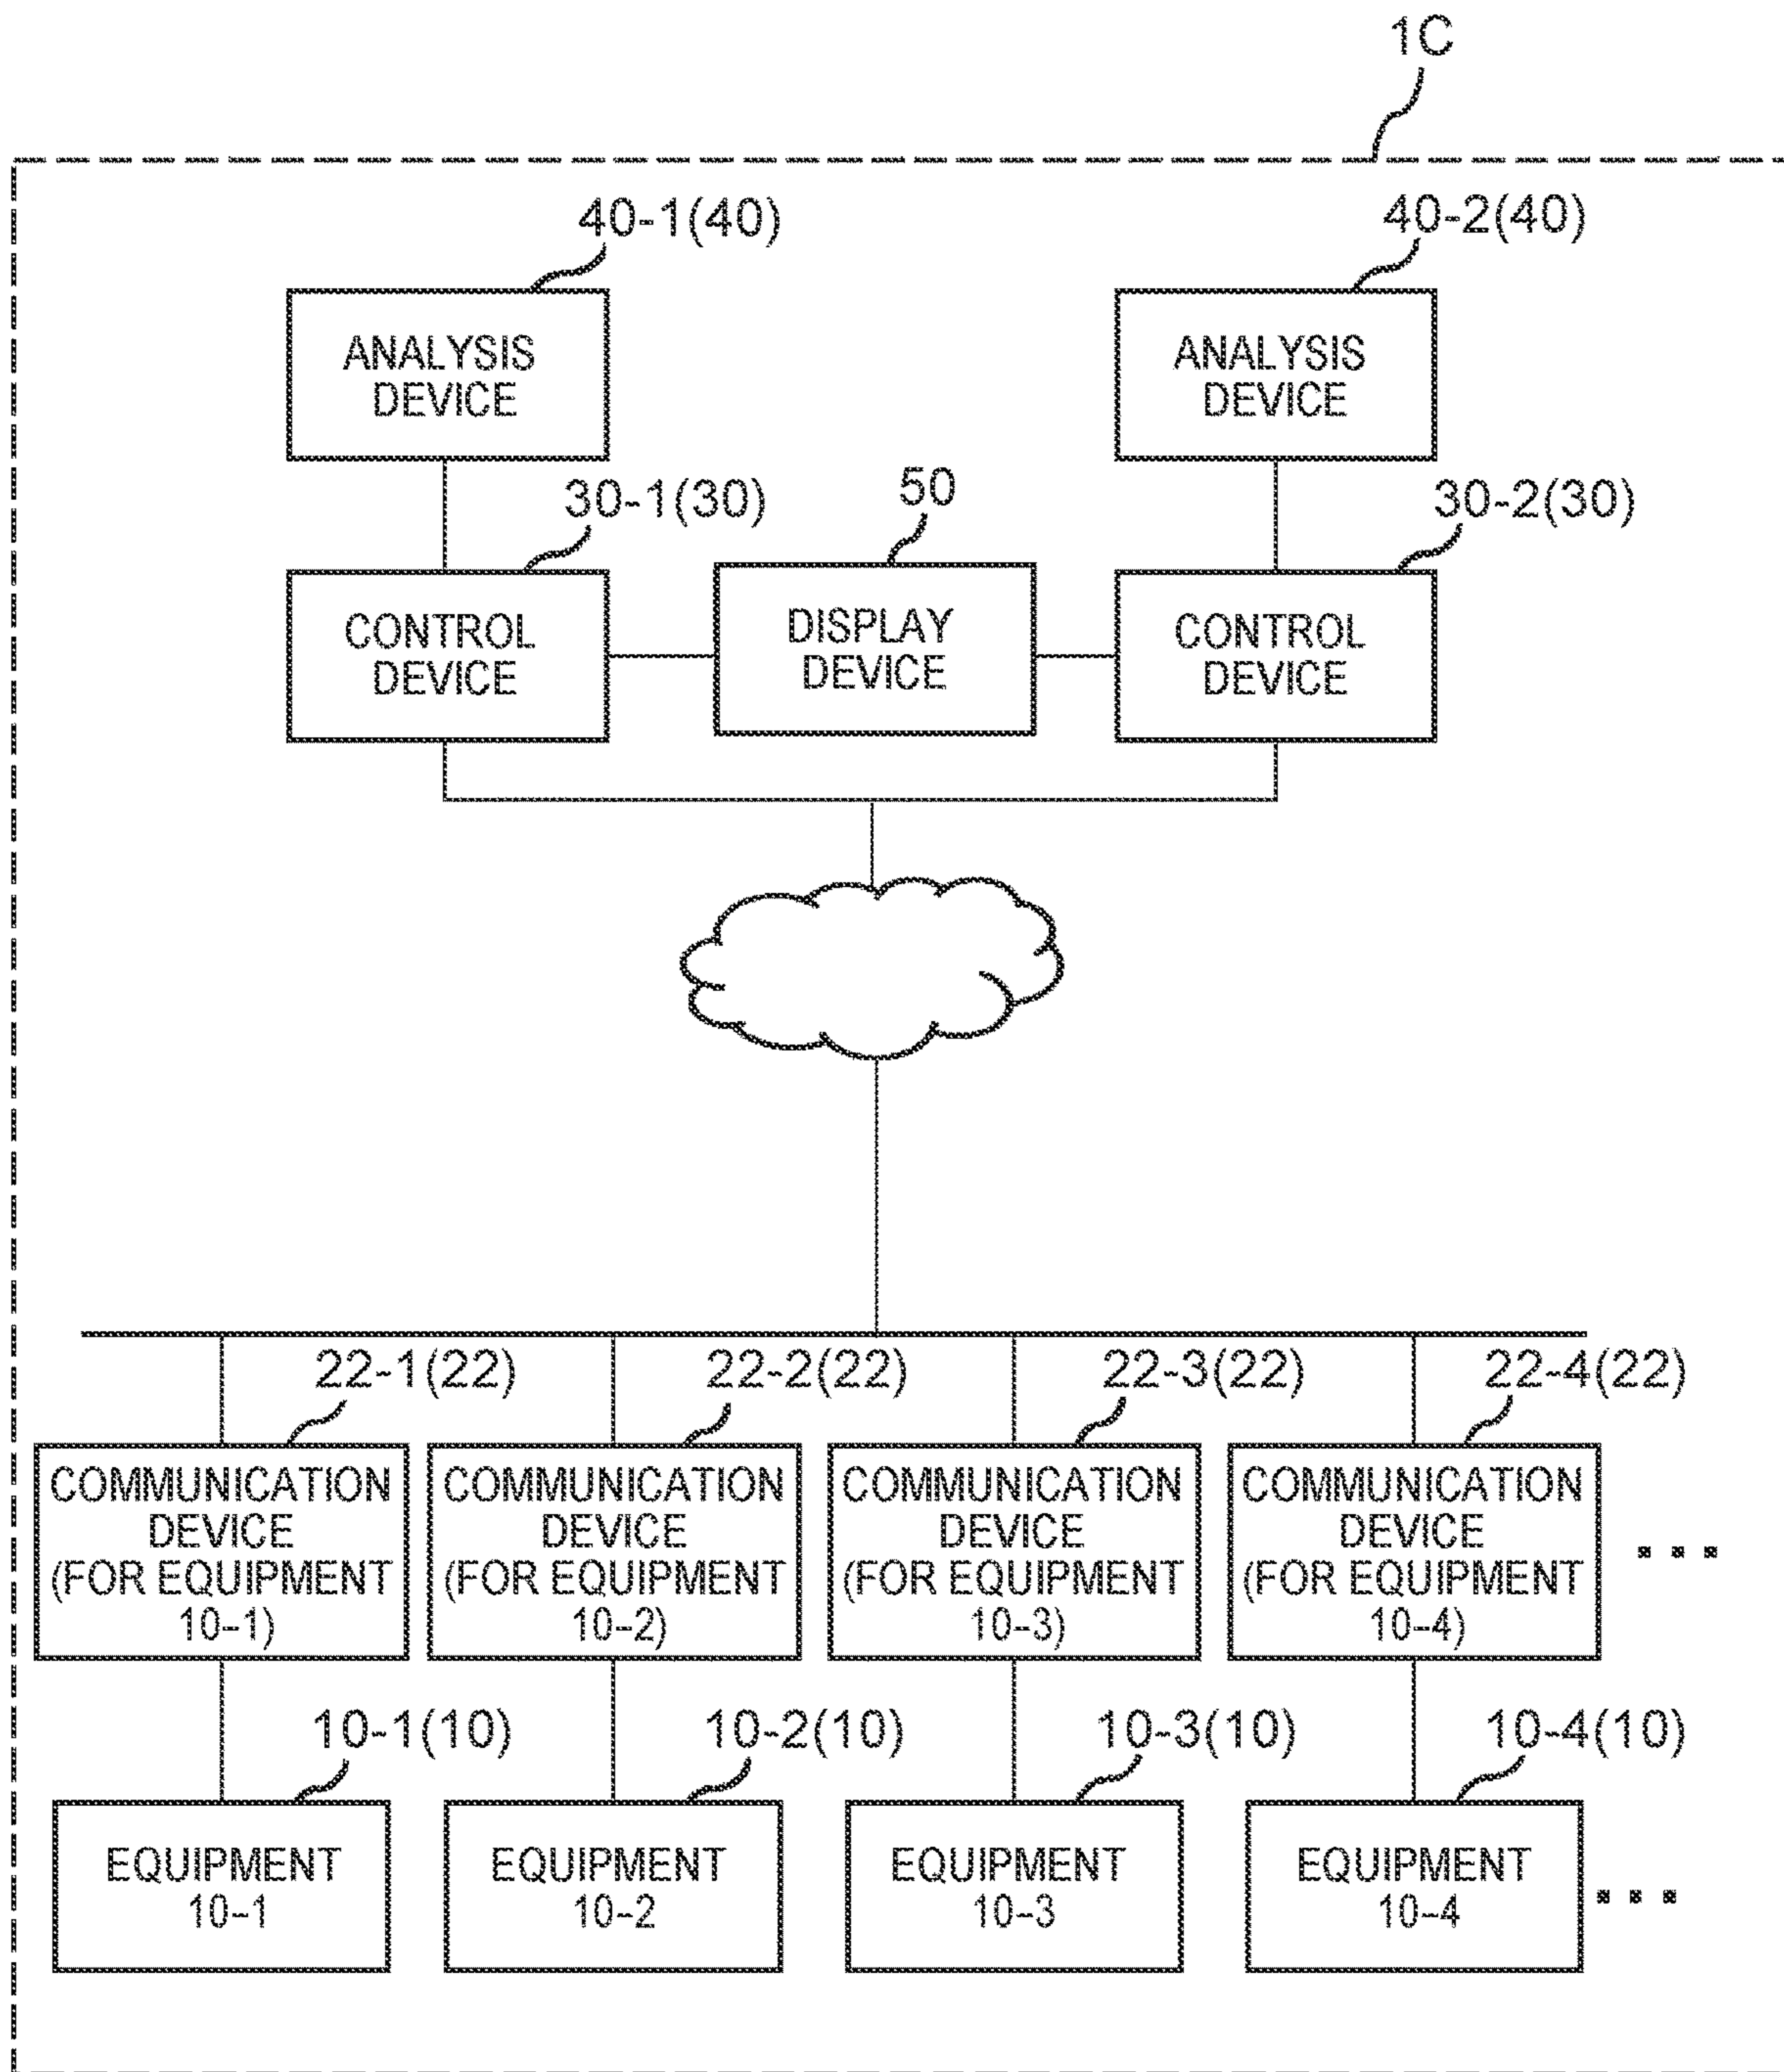 1C
40-1(40)
40-2(40)
ANALYSIS
DEVICE
ANALYSIS
DEVICE
30-1(30)
50
30-2(30)
CONTROL
DEVICE
DISPLAY
DEVICE
CONTROL
DEVICE
22-1(22)
22-2(22)
22-3(22)
22-4(22)
COMMUNICATION
DEVICE
(FOR EQUIPMENT
10-1)
COMMUNICATION
DEVICE
(FOR EQUIPMENT
10-2)
COMMUNICATION
DEVICE
(FOR EQUIPMENT
10-3)
COMMUNICATION
DEVICE
(FOR EQUIPMENT
10-4)
...
10-1(10)
10-2(10)
10-3(10)
10-4(10)
EQUIPMENT
10-1
EQUIPMENT
10-2
EQUIPMENT
10-3
EQUIPMENT
10-4
...